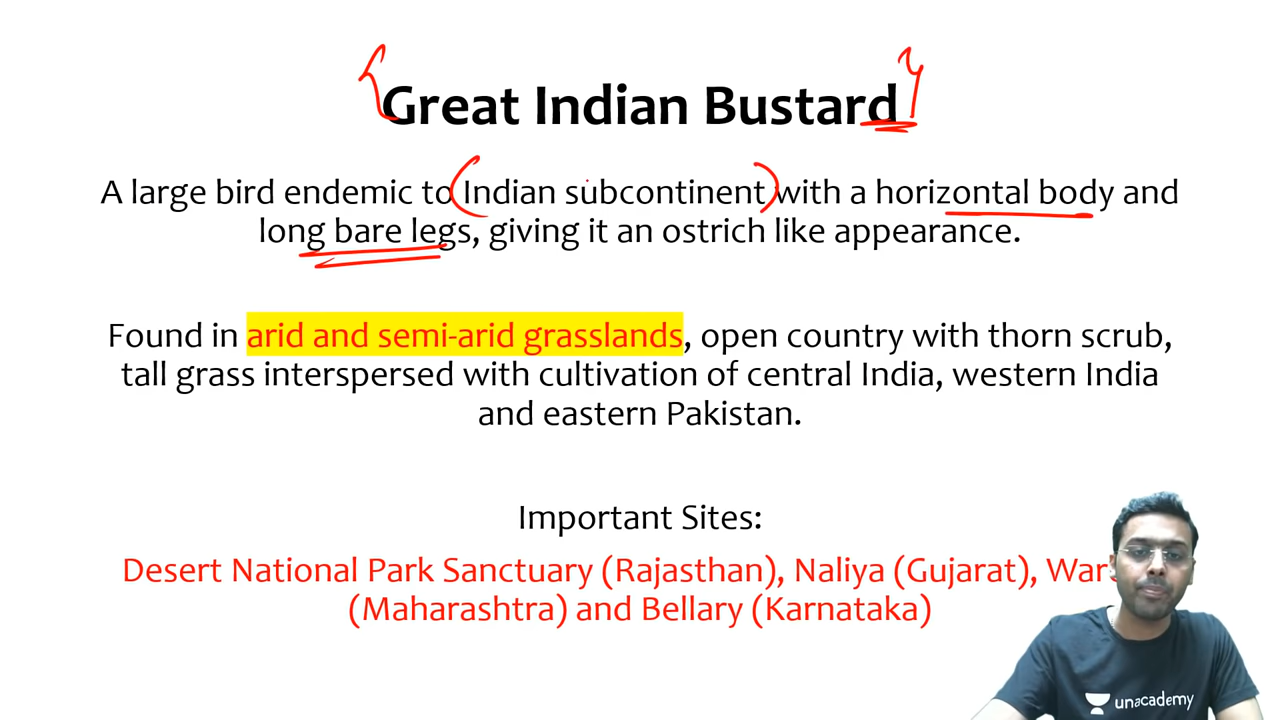 Great Indian Bustard
A large bird endemic to Indian subcontinent with a horizontal body and
long bare legs, giving it an ostrich like appearance.
Found in arid and semi-arid grasslands, open country with thorn scrub,
tall grass interspersed with cultivation of central India, western India
and eastern Pakistan.
Important Sites:
Desert National Park Sanctuary (Rajasthan), Naliya (Gujarat),
(Maharashtra) and Bellary (Karnataka)
unacademy